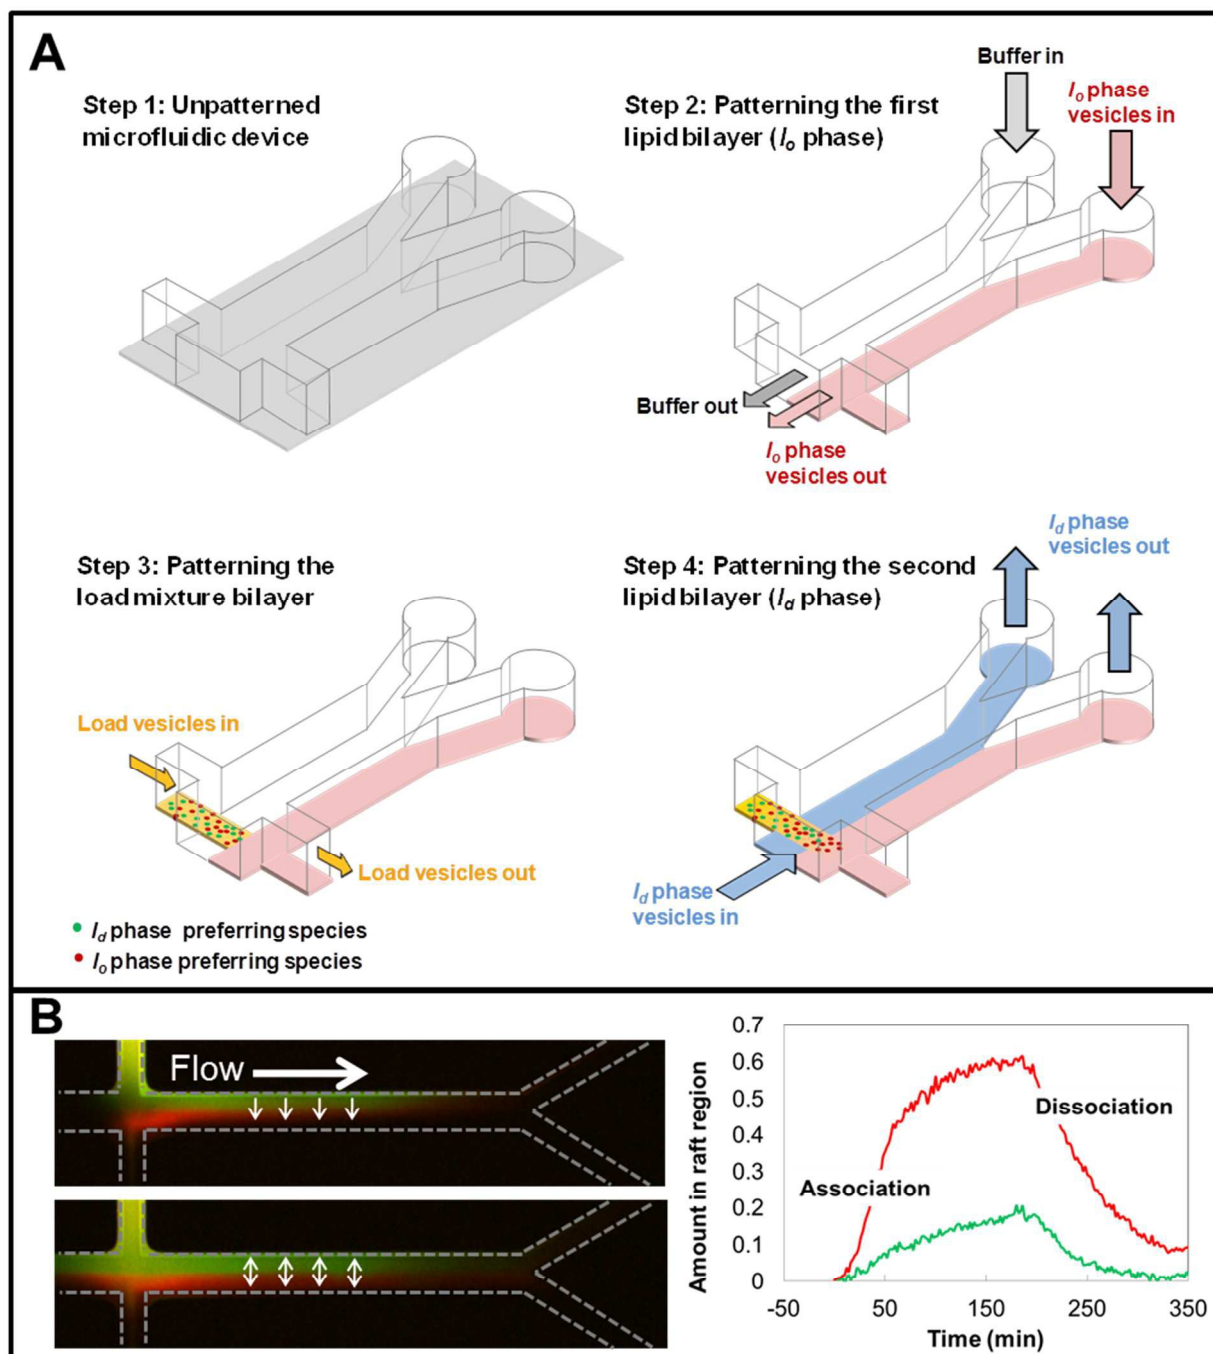 A
Step 1: Unpatterned
microfluidic device
Step 2: Patterning the first
lipid bilayer (lo phase)
Buffer in
lo phase
vesicles in
Buffer out
lo phase
vesicles out
Step 3: Patterning the
load mixture bilayer
Load vesicles in
Load vesicles out
ld phase preferring species
lo phase preferring species
Step 4: Patterning the second
lipid bilayer (ld phase)
ld phase
vesicles out
ld phase
vesicles in
B
Flow
Amount in raft region
0.7
0.6
0.5
0.4
0.3
0.2
0.1
0
Association
Dissociation
-50 50 150 250 350
Time (min)